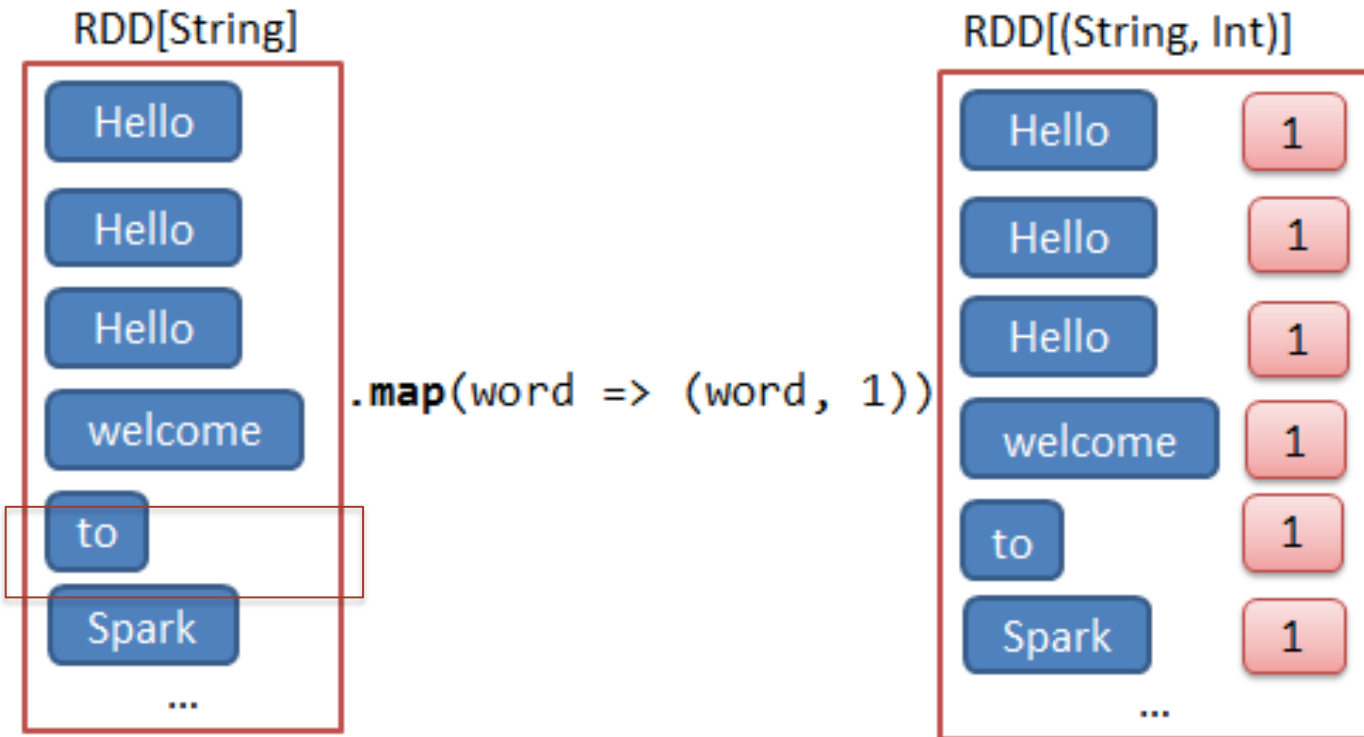 RDD[String]
Hello
Hello
Hello
welcome
to
Spark
...
.map(word => (word, 1))
RDD[(String, Int)]
Hello 1
Hello 1
Hello 1
welcome 1
to 1
Spark 1
...